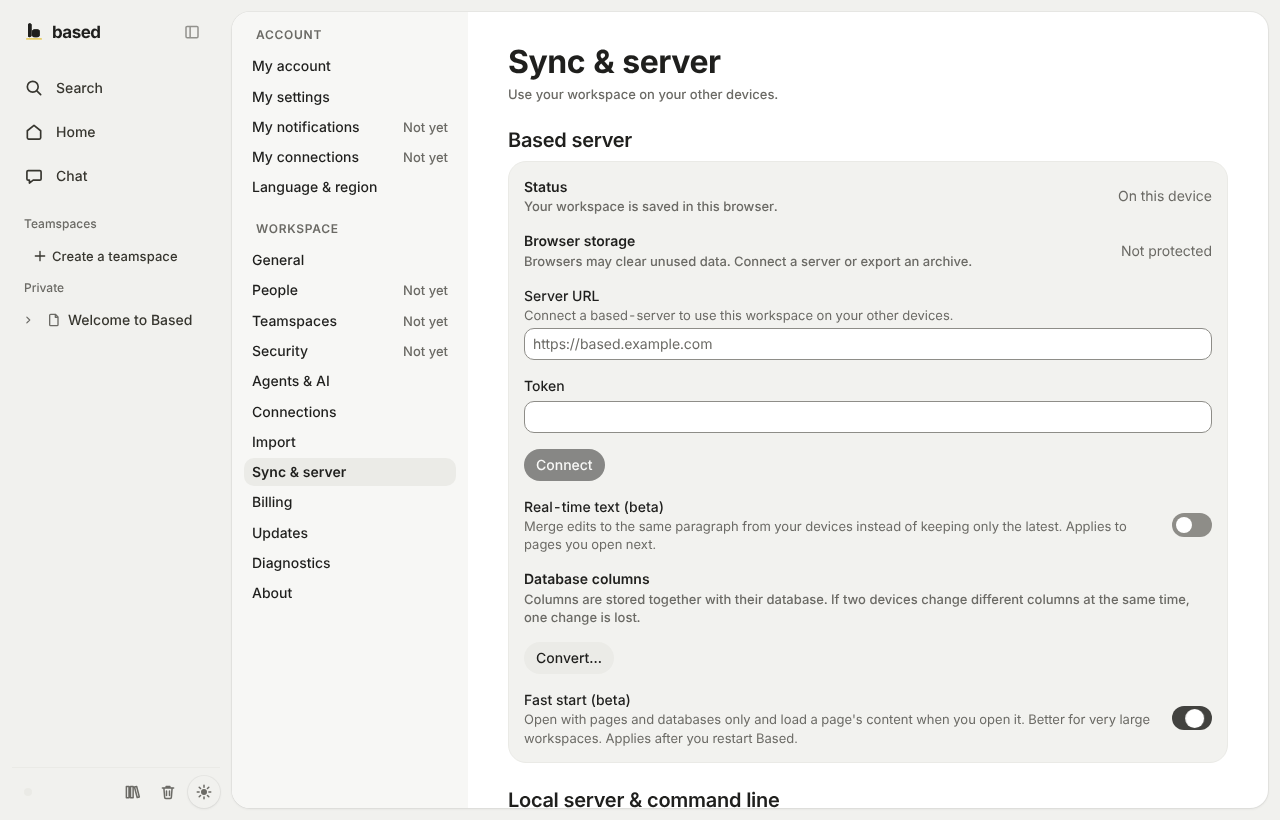 based
Search
Home
Chat
Teamspaces
Create a teamspace
Private
Welcome to Based
ACCOUNT
My account
My settings
My notifications Not yet
My connections Not yet
Language & region
WORKSPACE
General
People Not yet
Teamspaces Not yet
Security Not yet
Agents & AI
Connections
Import
Sync & server
Billing
Updates
Diagnostics
About
Sync & server
Use your workspace on your other devices.
Based server
Status
Your workspace is saved in this browser.
On this device
Browser storage
Browsers may clear unused data. Connect a server or export an archive.
Not protected
Server URL
Connect a based-server to use this workspace on your other devices.
https://based.example.com
Token
Connect
Real-time text (beta)
Merge edits to the same paragraph from your devices instead of keeping only the latest. Applies to
pages you open next.
Database columns
Columns are stored together with their database. If two devices change different columns at the same time,
one change is lost.
Convert...
Fast start (beta)
Open with pages and databases only and load a page's content when you open it. Better for very large
workspaces. Applies after you restart Based.
Local server & command line